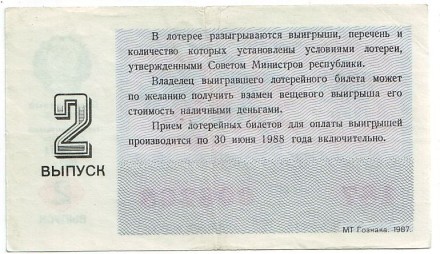 В лотерее разыгрываются выигрыши, перечень и
количество которых установлены условиями лотереи,
утвержденными Советом Министров республики.
Владелец выигравшего лотерейного билета может
по желанию получить взамен вещевого выигрыша его
стоимость наличными деньгами.
Прием лотерейных билетов для оплаты выигрышей
производится по 30 июня 1988 года включительно.
2
ВЫПУСК
МТ Гознака. 1987.